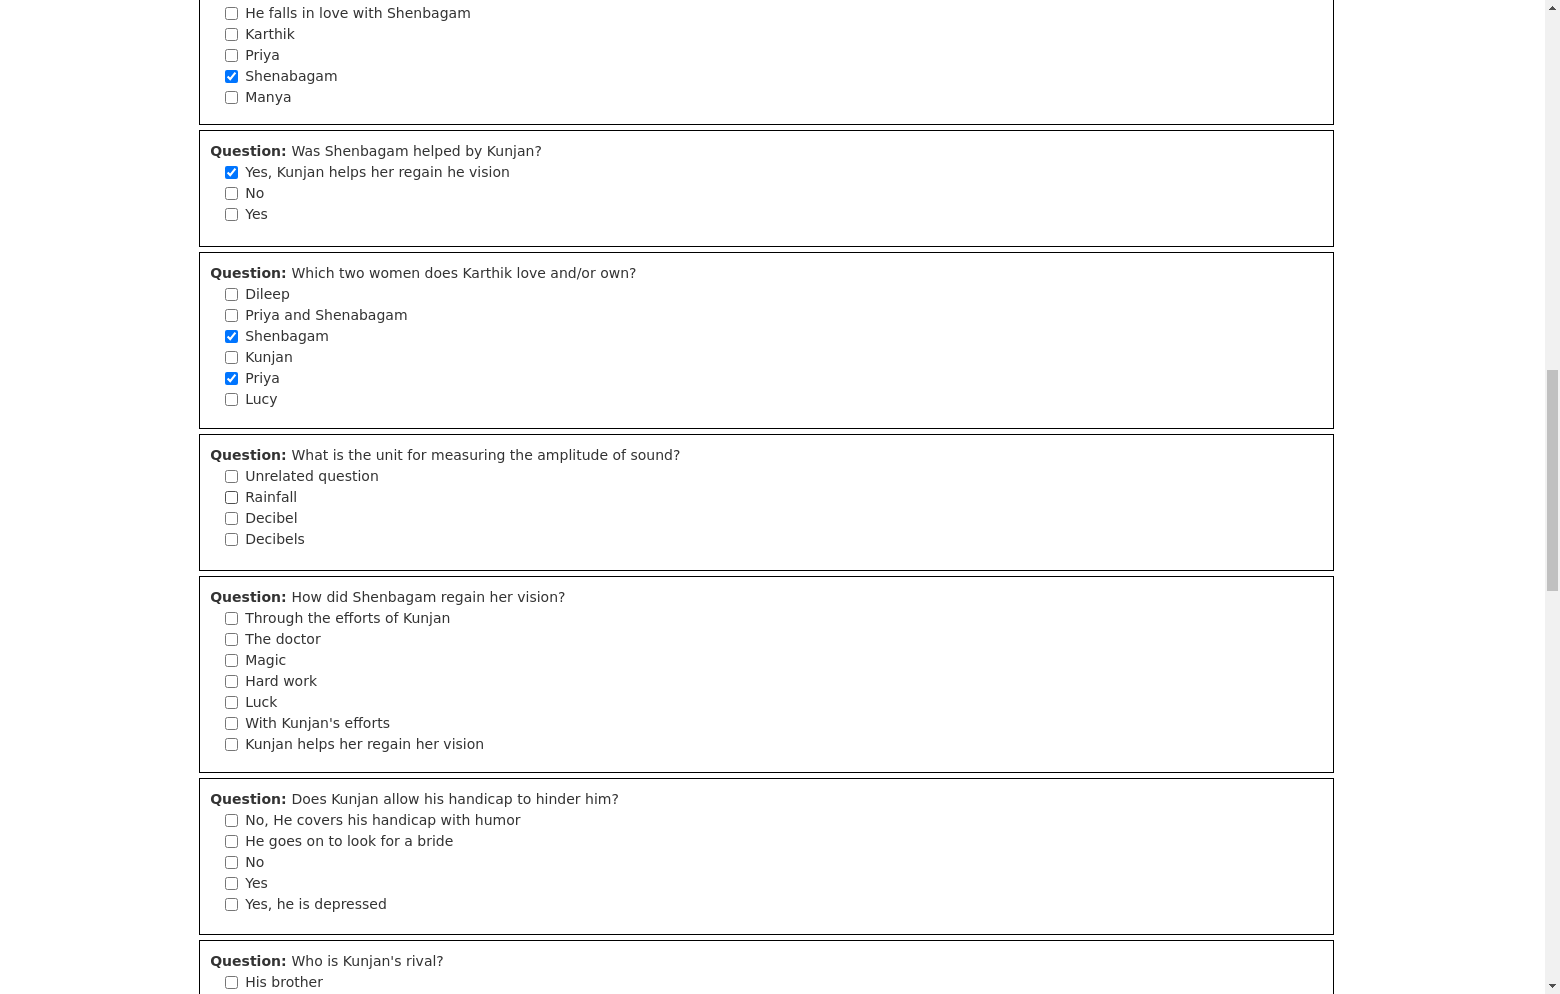 He falls in love with Shenbagam
Karthik
Priya
Shenabagam
Manya
Question: Was Shenbagam helped by Kunjan?
Yes, Kunjan helps her regain he vision
No
Yes
Question: Which two women does Karthik love and/or own?
Dileep
Priya and Shenabagam
Shenbagam
Kunjan
Priya
Lucy
Question: What is the unit for measuring the amplitude of sound?
Unrelated question
Rainfall
Decibel
Decibels
Question: How did Shenbagam regain her vision?
Through the efforts of Kunjan
The doctor
Magic
Hard work
Luck
With Kunjan's efforts
Kunjan helps her regain her vision
Question: Does Kunjan allow his handicap to hinder him?
No, He covers his handicap with humor
He goes on to look for a bride
No
Yes
Yes, he is depressed
Question: Who is Kunjan's rival?
His brother